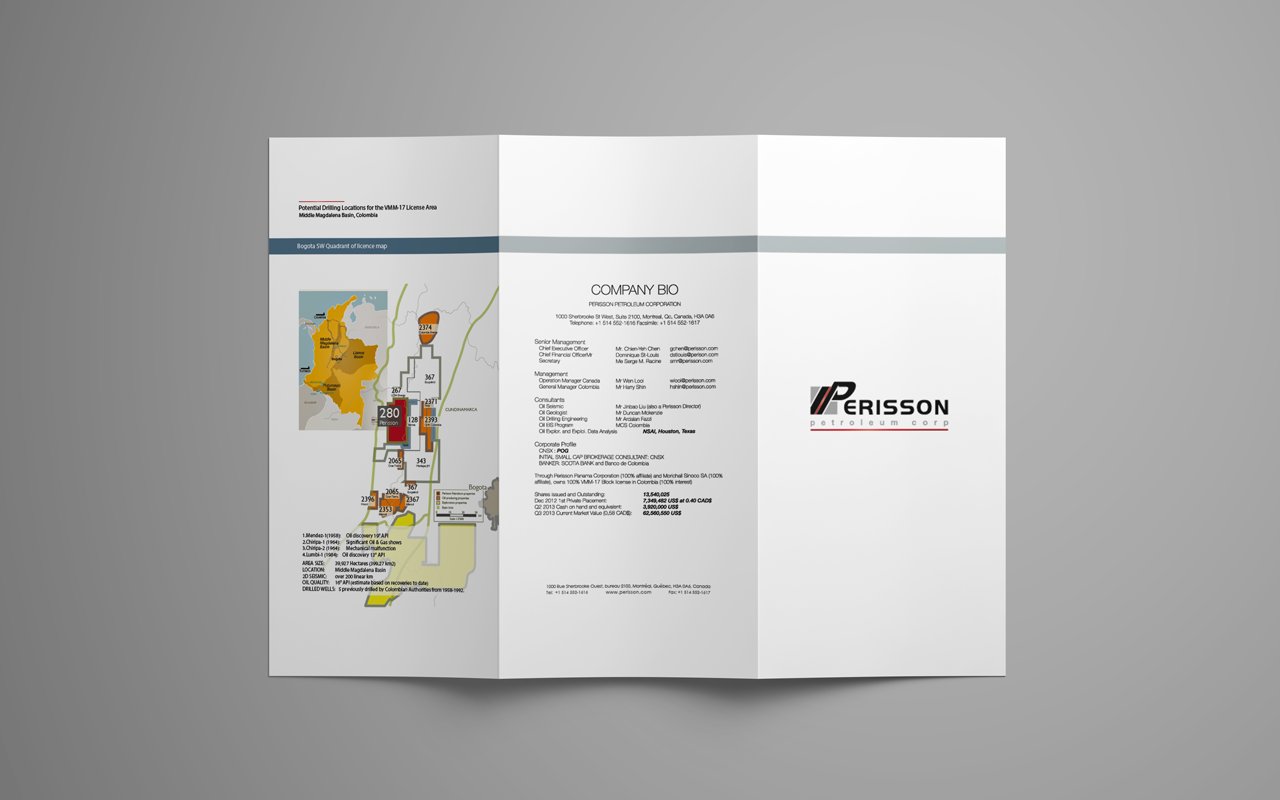 Potential Drilling Locations for the VMM-17 License Area
Middle Magdalena Basin, Colombia
Bogota SW Quadrant of licence map
Middle
Magdalena
Basin
Llanos
Basin
Bogota
Putumayo
Basin
2374
367
267
280
Perisson
2371
128
2393
CUNDINAMARCA
2065
343
367
2065
2396
2367
2353
Bogota
1.Mendez-1(1958): Oil discovery 16° API
2.Chiripa-1 (1964): Significant Oil & Gas shows
3.Chiripa-2 (1964) Mechanical malfunction
4.Lumbi-1 (1964): Oil discovery 12° API
AREA SIZE: 39,927 Hectares (399.27 km2)
LOCATION: Middle Magdalena Basin
2D SEISMIC: over 200 linear km
OIL QUALITY: 16° API (estimate based on recoveries to date)
DRILLED WELLS: 5 previously drilled by Colombian Authorities from 1958-1992.
COMPANY BIO
PERISSON PETROLEUM CORPORATION
1000 Sherbrooke St West, Suite 2100, Montreal, Qc, Canada, H3A 0A6
Telephone: +1 514 552-1616 Facsimile: +1 514 552-1617
Senior Management
Chief Executive Officer Mr. Chien-Yeh Chen gchen@perisson.com
Chief Financial OfficerMr Dominique St-Louis dstlouis@perisson.com
Secretary Me Serge M. Racine smr@perisson.com
Management
Operation Manager Canada Mr Wen Looi wlooi@perisson.com
General Manager Colombia Mr Harry Shin hshin@perisson.com
Consultants
Oil Seismic Mr Jinbao Liu (also a Perisson Director)
Oil Geologist Mr Duncan Mckenzie
Oil Drilling Engineering Mr Ardalan Fazzi
Oil EIS Program MCS Colombia
Oil Explor. and Exploi. Data Analysis NSAI, Houston, Texas
Corporate Profile
CNSX : POG
INITIAL SMALL CAP BROKERAGE CONSULTANT: CNSX
BANKER: SCOTIA BANK and Banco de Colombia
Through Perisson Panama Corporation (100% affiliate) and Morichal Sinoco SA (100%
affiliate), owns 100% VMM-17 Block license in Colombia (100% interest)
Shares issued and Outstanding: 13,540,025
Dec 2012 1st Private Placement: 7,349,482 US$ at 0.40 CAD$
Q2 2013 Cash on hand and equivalent: 3,920,000 US$
Q3 2013 Current Market Value (0,58 CAD$): 62,560,550 US$
1000 Rue Sherbrooke Ouest, bureau 2100, Montréal, Québec, H3A 0A6, Canada
Tel: +1 514 552-1616 www.perisson.com Fax: +1 514 552-1617
PERISSON
petroleum corp